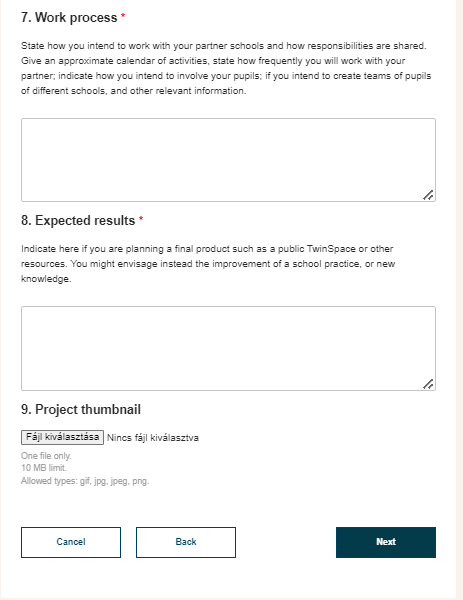 7. Work process *
State how you intend to work with your partner schools and how responsibilities are shared.
Give an approximate calendar of activities, state how frequently you will work with your
partner; indicate how you intend to involve your pupils; if you intend to create teams of pupils
of different schools, and other relevant information.
8. Expected results *
Indicate here if you are planning a final product such as a public TwinSpace or other
resources. You might envisage instead the improvement of a school practice, or new
knowledge.
9. Project thumbnail
Fájl kiválasztása Nincs fájl kiválasztva
One file only.
10 MB limit.
Allowed types: gif, jpg, jpeg, png.
Cancel Back Next